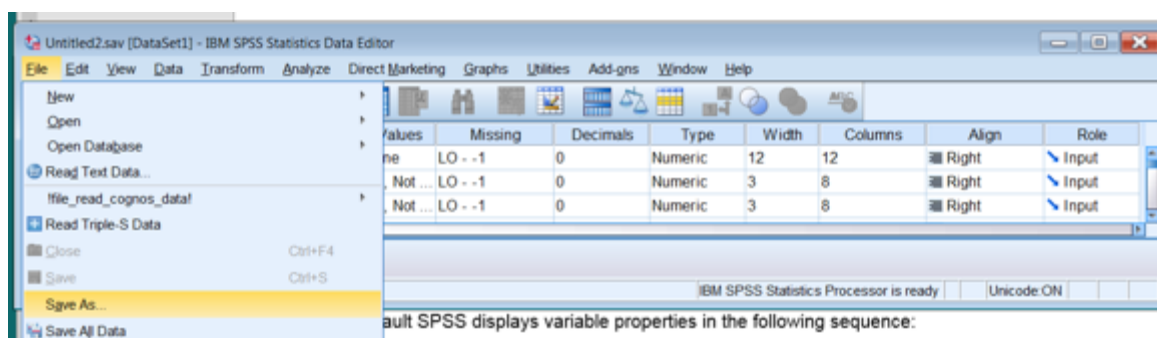 Untitled2.sav [DataSet1] - IBM SPSS Statistics Data Editor
File Edit View Data Transform Analyze Direct Marketing Graphs Utilities Add-ons Window Help
New
Open
Open Database
Read Text Data...
!file_read_cognos_data!
Read Triple-S Data
Close Ctrl+F4
Save Ctrl+S
Save As...
Save All Data
Values Missing Decimals Type Width Columns Align Role
ne LO - -1 0 Numeric 12 12 Right Input
, Not ... LO - -1 0 Numeric 3 8 Right Input
, Not ... LO - -1 0 Numeric 3 8 Right Input
IBM SPSS Statistics Processor is ready Unicode:ON
ault SPSS displays variable properties in the following sequence: